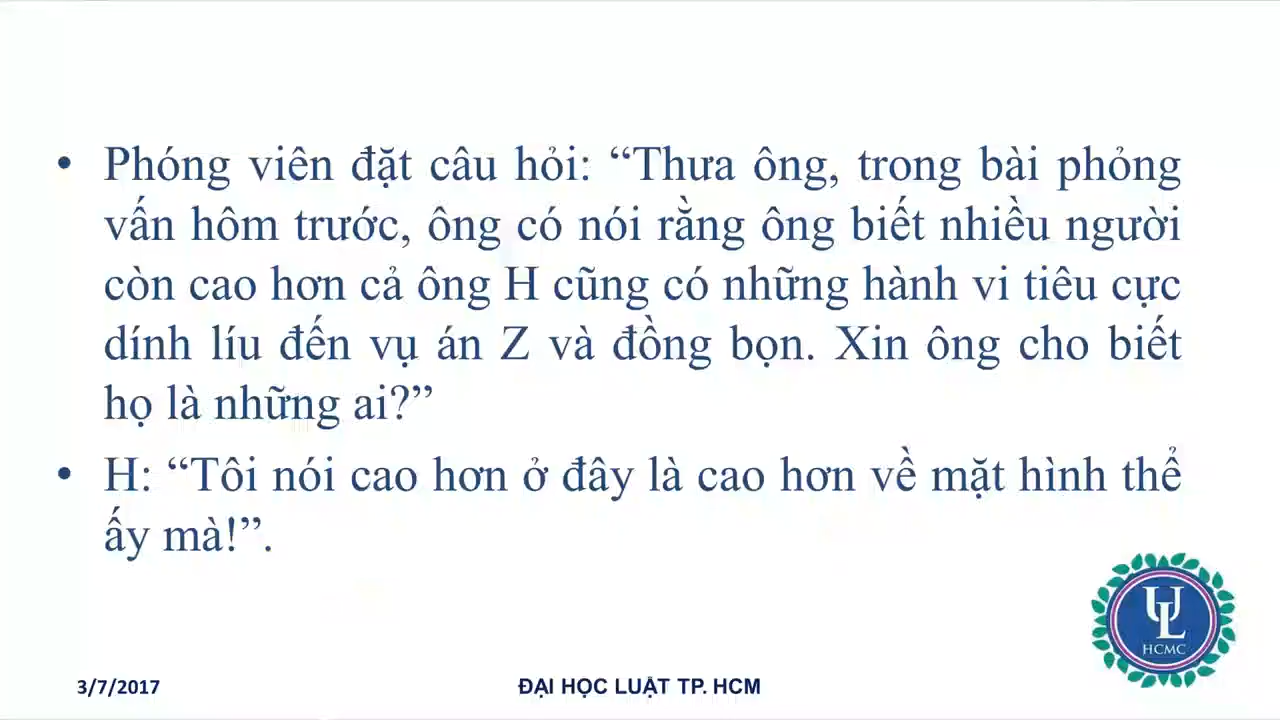 • Phóng viên đặt câu hỏi: “Thưa ông, trong bài phỏng
vấn hôm trước, ông có nói rằng ông biết nhiều người
còn cao hơn cả ông H cũng có những hành vi tiêu cực
dính líu đến vụ án Z và đồng bọn. Xin ông cho biết
họ là những ai?”
• H: “Tôi nói cao hơn ở đây là cao hơn về mặt hình thể
ấy mà!”.
UL
HCMC
3/7/2017
ĐẠI HỌC LUẬT TP. HCM